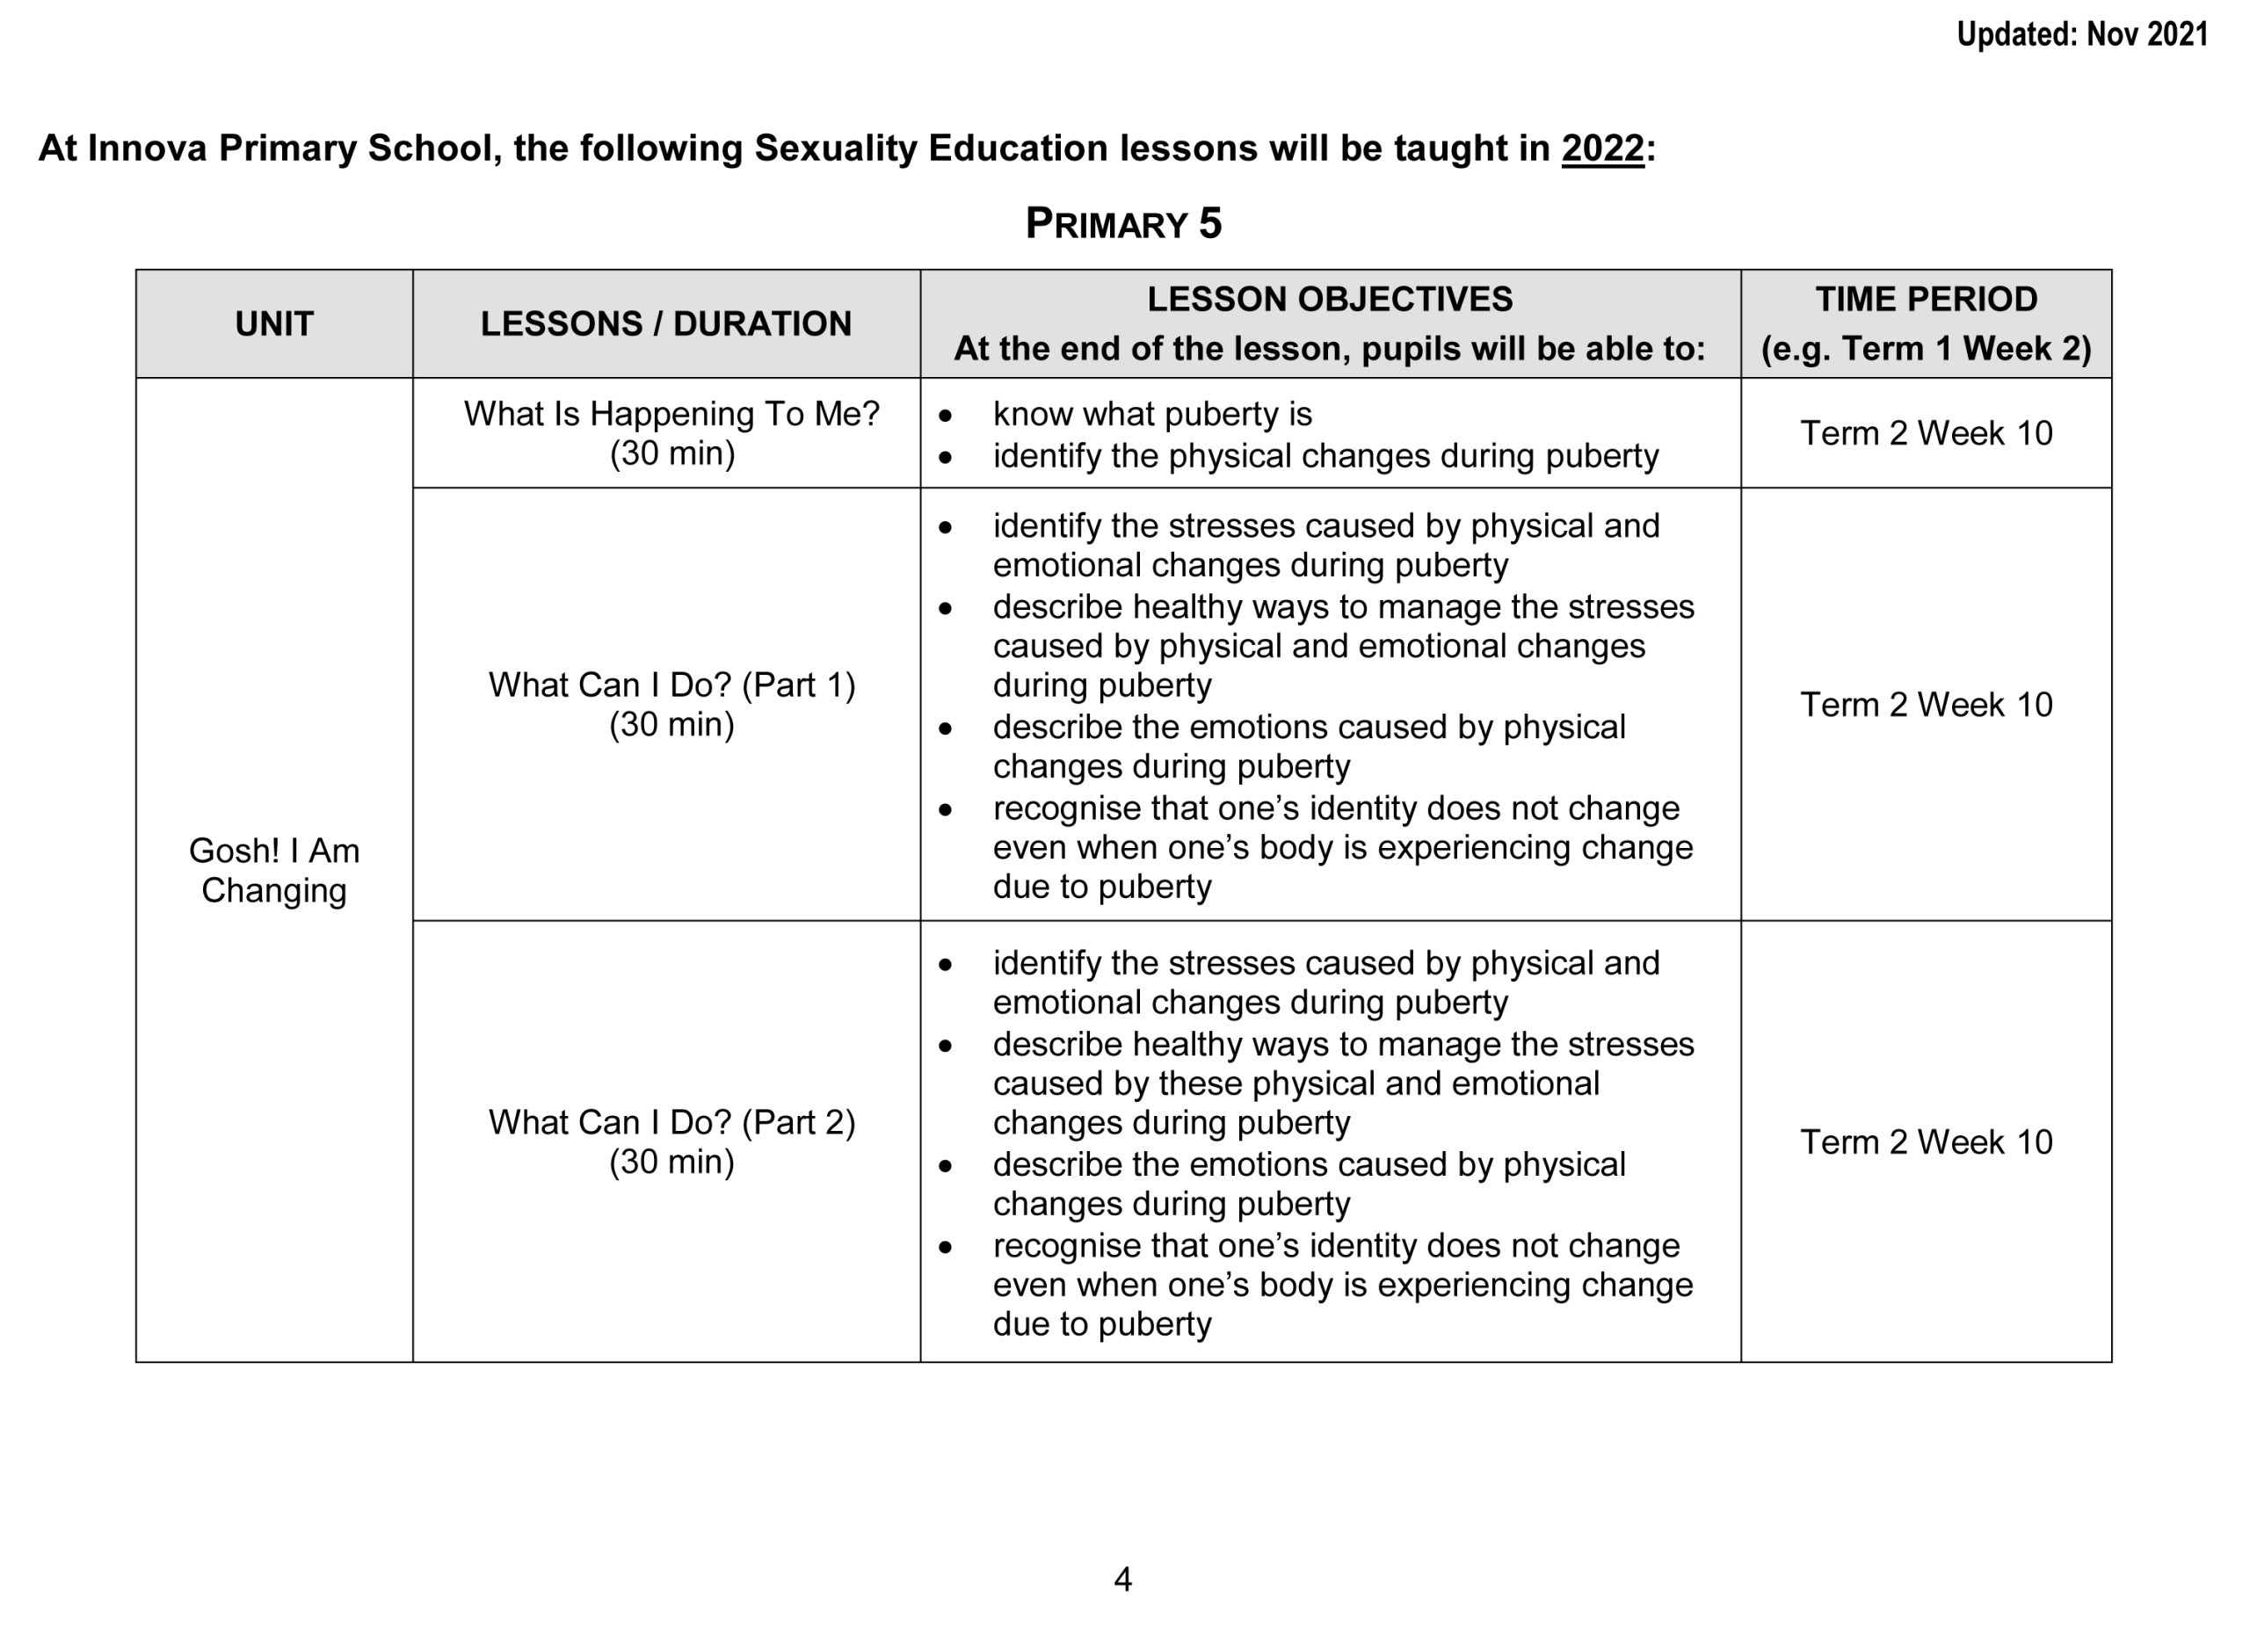 Updated: Nov 2021
At Innova Primary School, the following Sexuality Education lessons will be taught in 2022:
PRIMARY 5
UNIT
LESSONS / DURATION
LESSON OBJECTIVES
At the end of the lesson, pupils will be able to:
TIME PERIOD
(e.g. Term 1 Week 2)
Gosh! I Am
Changing
What Is Happening To Me?
(30 min)
• know what puberty is
• identify the physical changes during puberty
Term 2 Week 10
What Can I Do? (Part 1)
(30 min)
• identify the stresses caused by physical and
emotional changes during puberty
• describe healthy ways to manage the stresses
caused by physical and emotional changes
during puberty
• describe the emotions caused by physical
changes during puberty
• recognise that one’s identity does not change
even when one’s body is experiencing change
due to puberty
Term 2 Week 10
What Can I Do? (Part 2)
(30 min)
• identify the stresses caused by physical and
emotional changes during puberty
• describe healthy ways to manage the stresses
caused by these physical and emotional
changes during puberty
• describe the emotions caused by physical
changes during puberty
• recognise that one’s identity does not change
even when one’s body is experiencing change
due to puberty
Term 2 Week 10
4